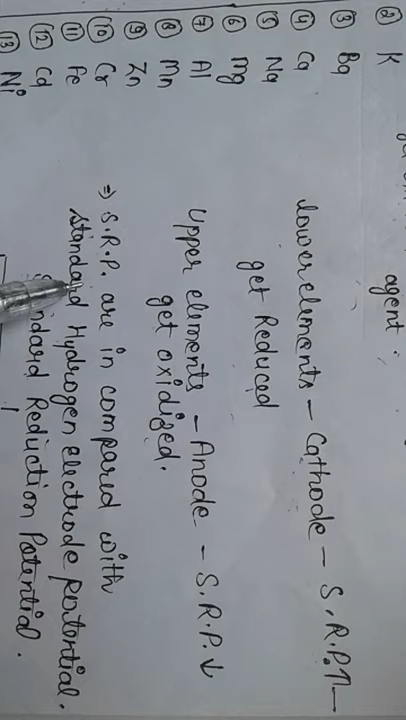 ② K
③ Ba
④ Ca
⑤ Na
⑥ Mg
⑦ Al
⑧ Mn
⑨ Zn
⑩ Cr
⑪ Fe
⑫ Cd
⑬ Ni
agent
lower elements - Cathode - S.R.P.↑
get Reduced
Upper elements - Anode - S.R.P.↓
get oxidized.
⇒ S.R.P. are in compared with
standard Hydrogen electrode potential.
Reduction Potential.